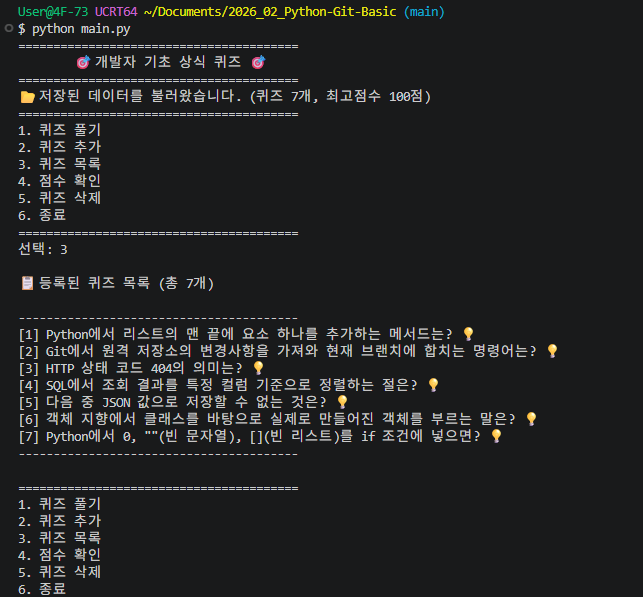 User@4F-73 UCRT64 ~/Documents/2026_02_Python-Git-Basic (main)
$ python main.py
========================================
🎯 개발자 기초 상식 퀴즈 🎯
========================================
📂 저장된 데이터를 불러왔습니다. (퀴즈 7개, 최고점수 100점)
========================================
1. 퀴즈 풀기
2. 퀴즈 추가
3. 퀴즈 목록
4. 점수 확인
5. 퀴즈 삭제
6. 종료
========================================
선택: 3
📋 등록된 퀴즈 목록 (총 7개)
----------------------------------------
[1] Python에서 리스트의 맨 끝에 요소 하나를 추가하는 메서드는? 💡
[2] Git에서 원격 저장소의 변경사항을 가져와 현재 브랜치에 합치는 명령어는? 💡
[3] HTTP 상태 코드 404의 의미는? 💡
[4] SQL에서 조회 결과를 특정 컬럼 기준으로 정렬하는 절은? 💡
[5] 다음 중 JSON 값으로 저장할 수 없는 것은? 💡
[6] 객체 지향에서 클래스를 바탕으로 실제로 만들어진 객체를 부르는 말은? 💡
[7] Python에서 0, ""(빈 문자열), [](빈 리스트)를 if 조건에 넣으면? 💡
----------------------------------------
========================================
1. 퀴즈 풀기
2. 퀴즈 추가
3. 퀴즈 목록
4. 점수 확인
5. 퀴즈 삭제
6. 종료